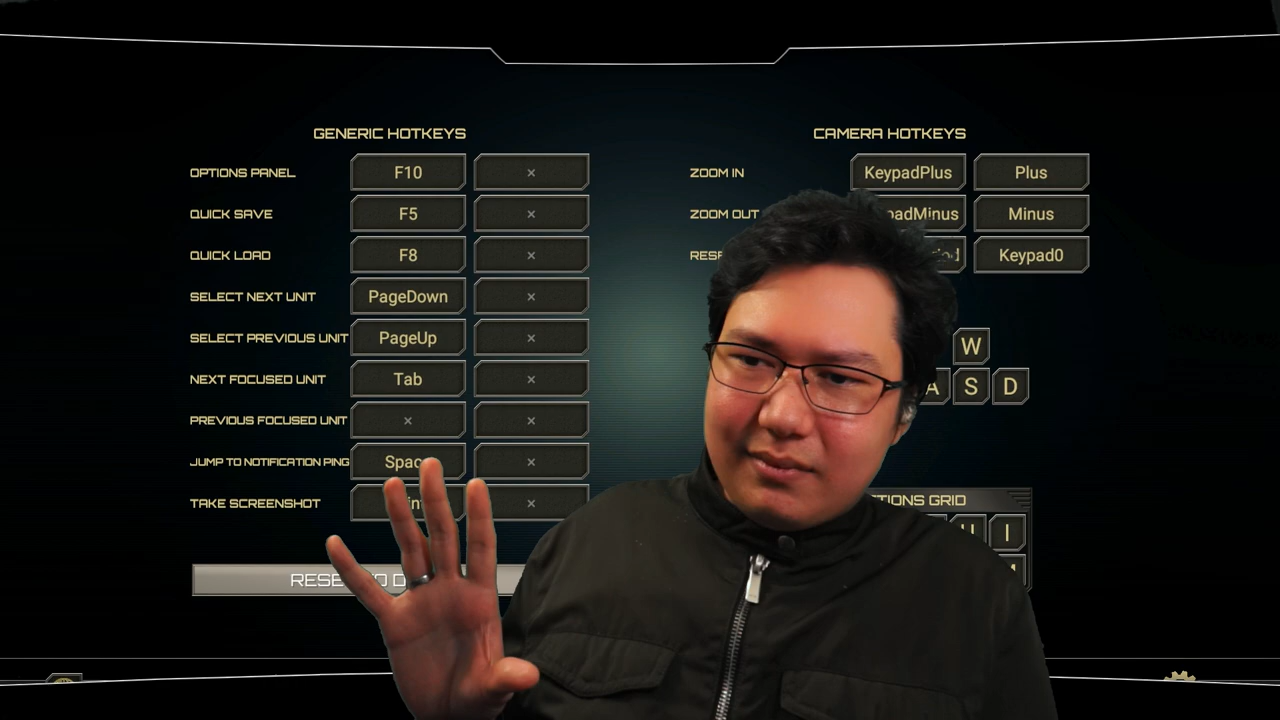 GENERIC HOTKEYS
OPTIONS PANEL F10 ×
QUICK SAVE F5 ×
QUICK LOAD F8 ×
SELECT NEXT UNIT PageDown ×
SELECT PREVIOUS UNIT PageUp ×
NEXT FOCUSED UNIT Tab ×
PREVIOUS FOCUSED UNIT × ×
JUMP TO NOTIFICATION PING ×
TAKE SCREENSHOT ×
CAMERA HOTKEYS
ZOOM IN KeypadPlus Plus
ZOOM OUT Minus
Keypad0
W
A S D
GRID
I